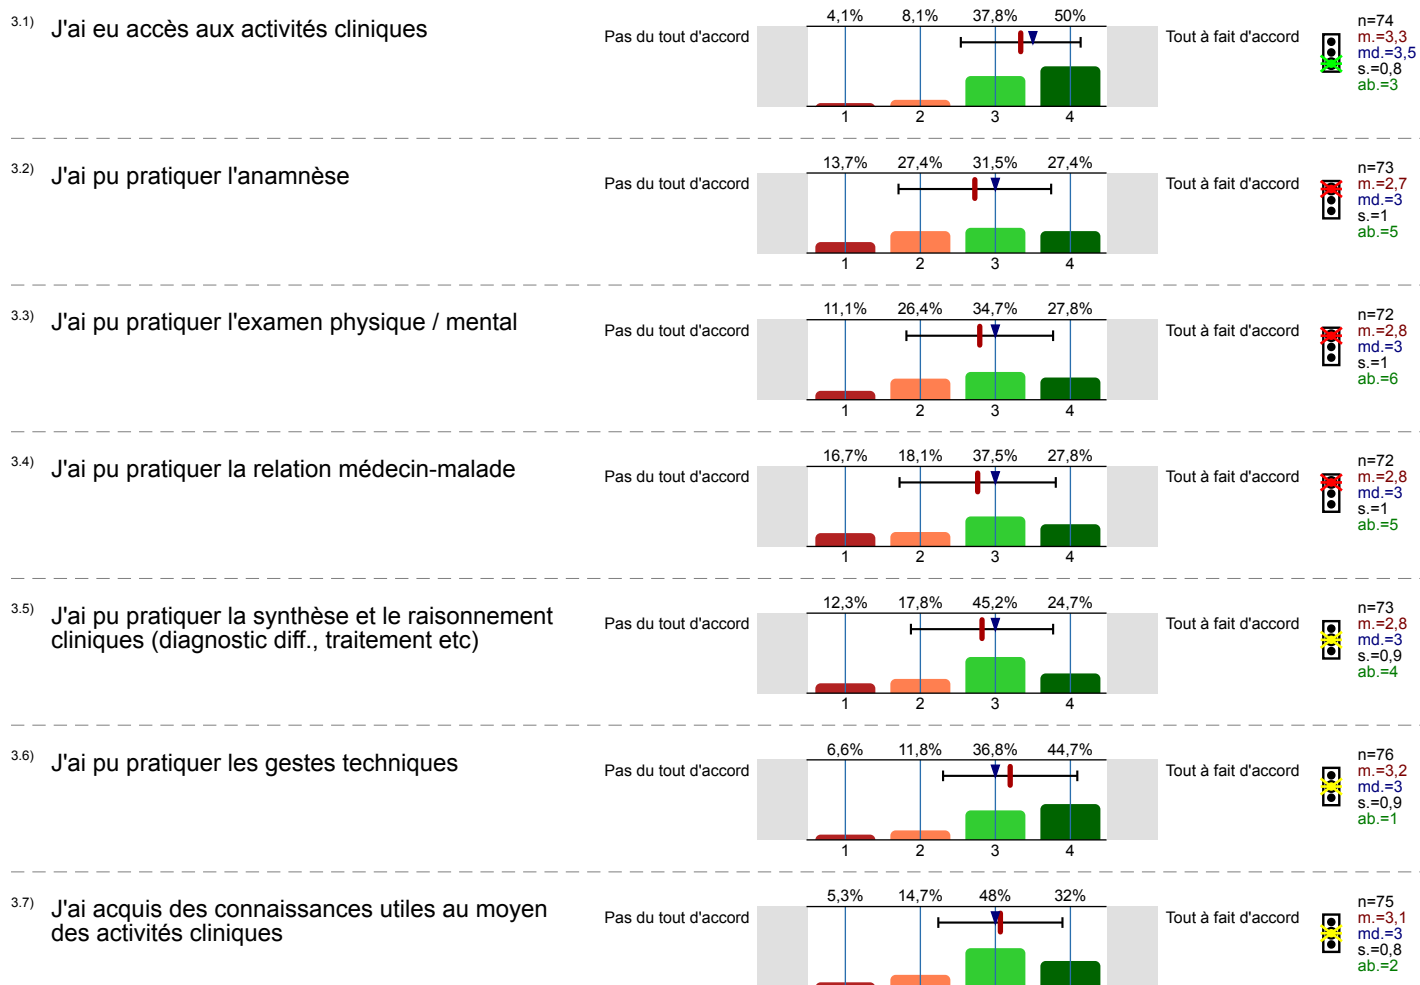 3.1) J'ai eu accès aux activités cliniques
Pas du tout d'accord
4,1% 8,1% 37,8% 50%
1 2 3 4
Tout à fait d'accord
n=74
m.=3,3
md.=3,5
s.=0,8
ab.=3
3.2) J'ai pu pratiquer l'anamnèse
Pas du tout d'accord
13,7% 27,4% 31,5% 27,4%
1 2 3 4
Tout à fait d'accord
n=73
m.=2,7
md.=3
s.=1
ab.=5
3.3) J'ai pu pratiquer l'examen physique / mental
Pas du tout d'accord
11,1% 26,4% 34,7% 27,8%
1 2 3 4
Tout à fait d'accord
n=72
m.=2,8
md.=3
s.=1
ab.=6
3.4) J'ai pu pratiquer la relation médecin-malade
Pas du tout d'accord
16,7% 18,1% 37,5% 27,8%
1 2 3 4
Tout à fait d'accord
n=72
m.=2,8
md.=3
s.=1
ab.=5
3.5) J'ai pu pratiquer la synthèse et le raisonnement
cliniques (diagnostic diff., traitement etc)
Pas du tout d'accord
12,3% 17,8% 45,2% 24,7%
1 2 3 4
Tout à fait d'accord
n=73
m.=2,8
md.=3
s.=0,9
ab.=4
3.6) J'ai pu pratiquer les gestes techniques
Pas du tout d'accord
6,6% 11,8% 36,8% 44,7%
1 2 3 4
Tout à fait d'accord
n=76
m.=3,2
md.=3
s.=0,9
ab.=1
3.7) J'ai acquis des connaissances utiles au moyen
des activités cliniques
Pas du tout d'accord
5,3% 14,7% 48% 32%
Tout à fait d'accord
n=75
m.=3,1
md.=3
s.=0,8
ab.=2